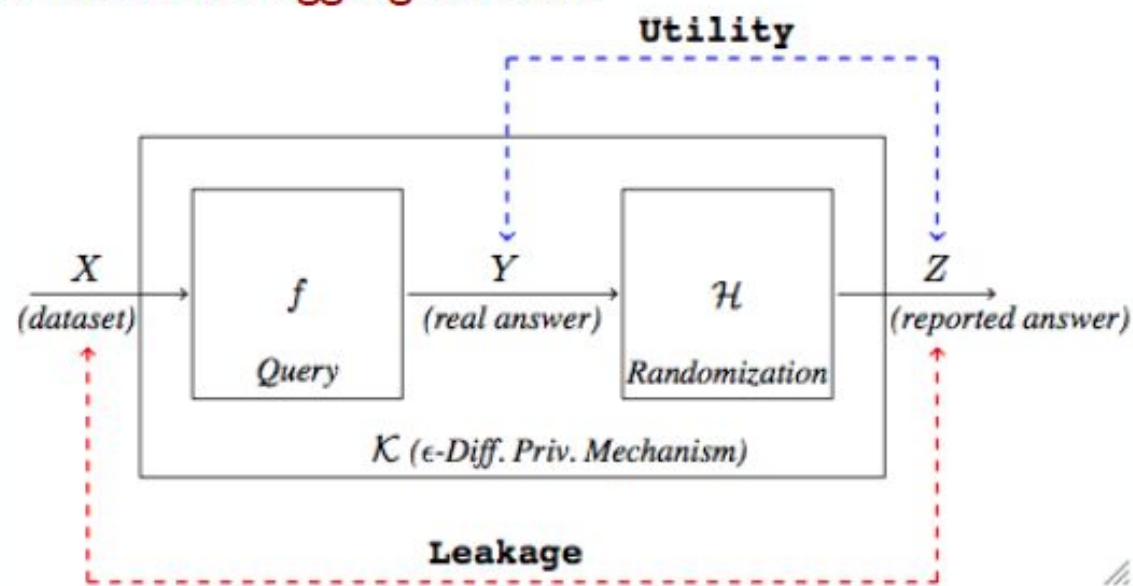 Utility
X
Y
Z
f
ℋ
(dataset)
(real answer)
(reported answer)
Query
Randomization
𝒦 (ϵ-Diff. Priv. Mechanism)
Leakage